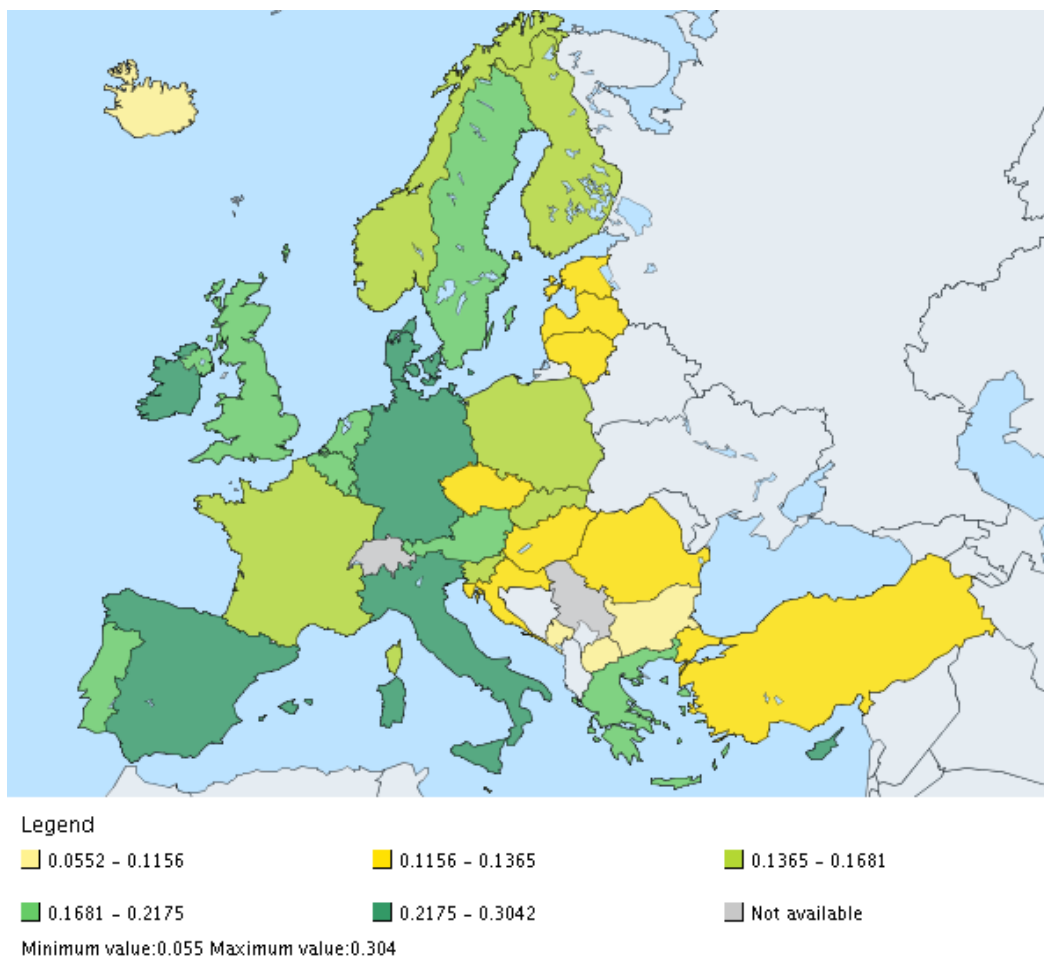 Legend
0.0552 - 0.1156 0.1156 - 0.1365 0.1365 - 0.1681
0.1681 - 0.2175 0.2175 - 0.3042 Not available
Minimum value:0.055 Maximum value:0.304